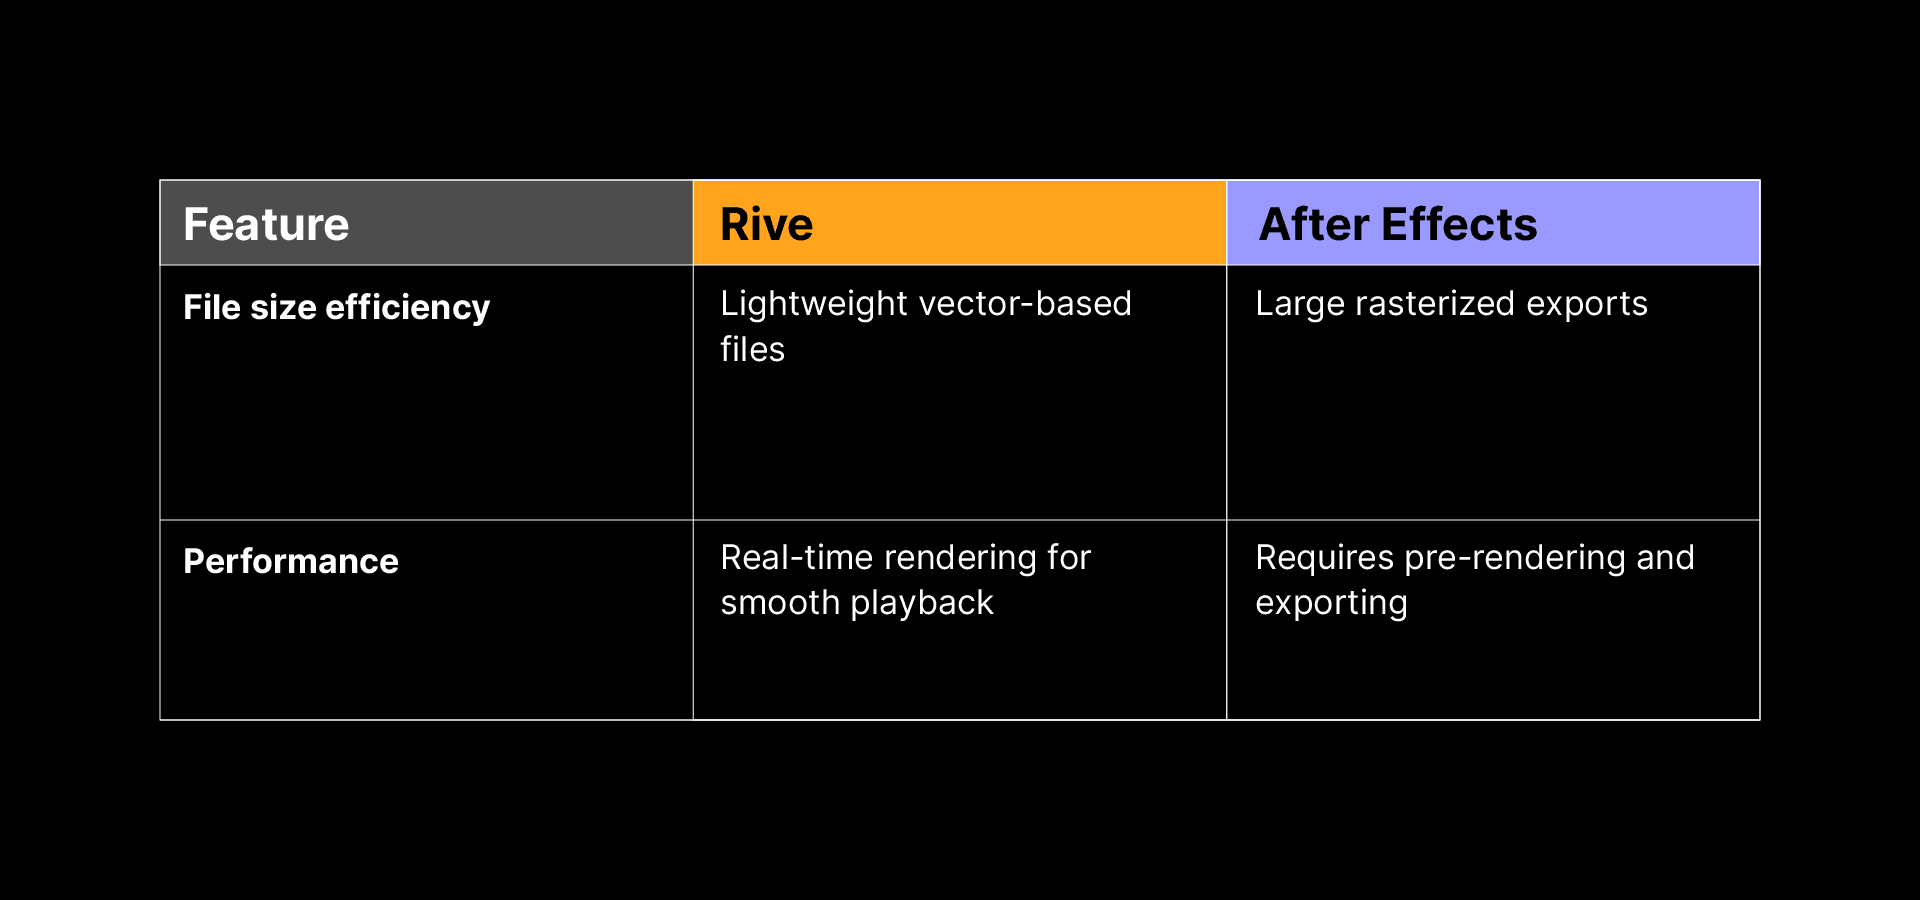 Feature
Rive
After Effects
File size efficiency
Lightweight vector-based
files
Large rasterized exports
Performance
Real-time rendering for
smooth playback
Requires pre-rendering and
exporting